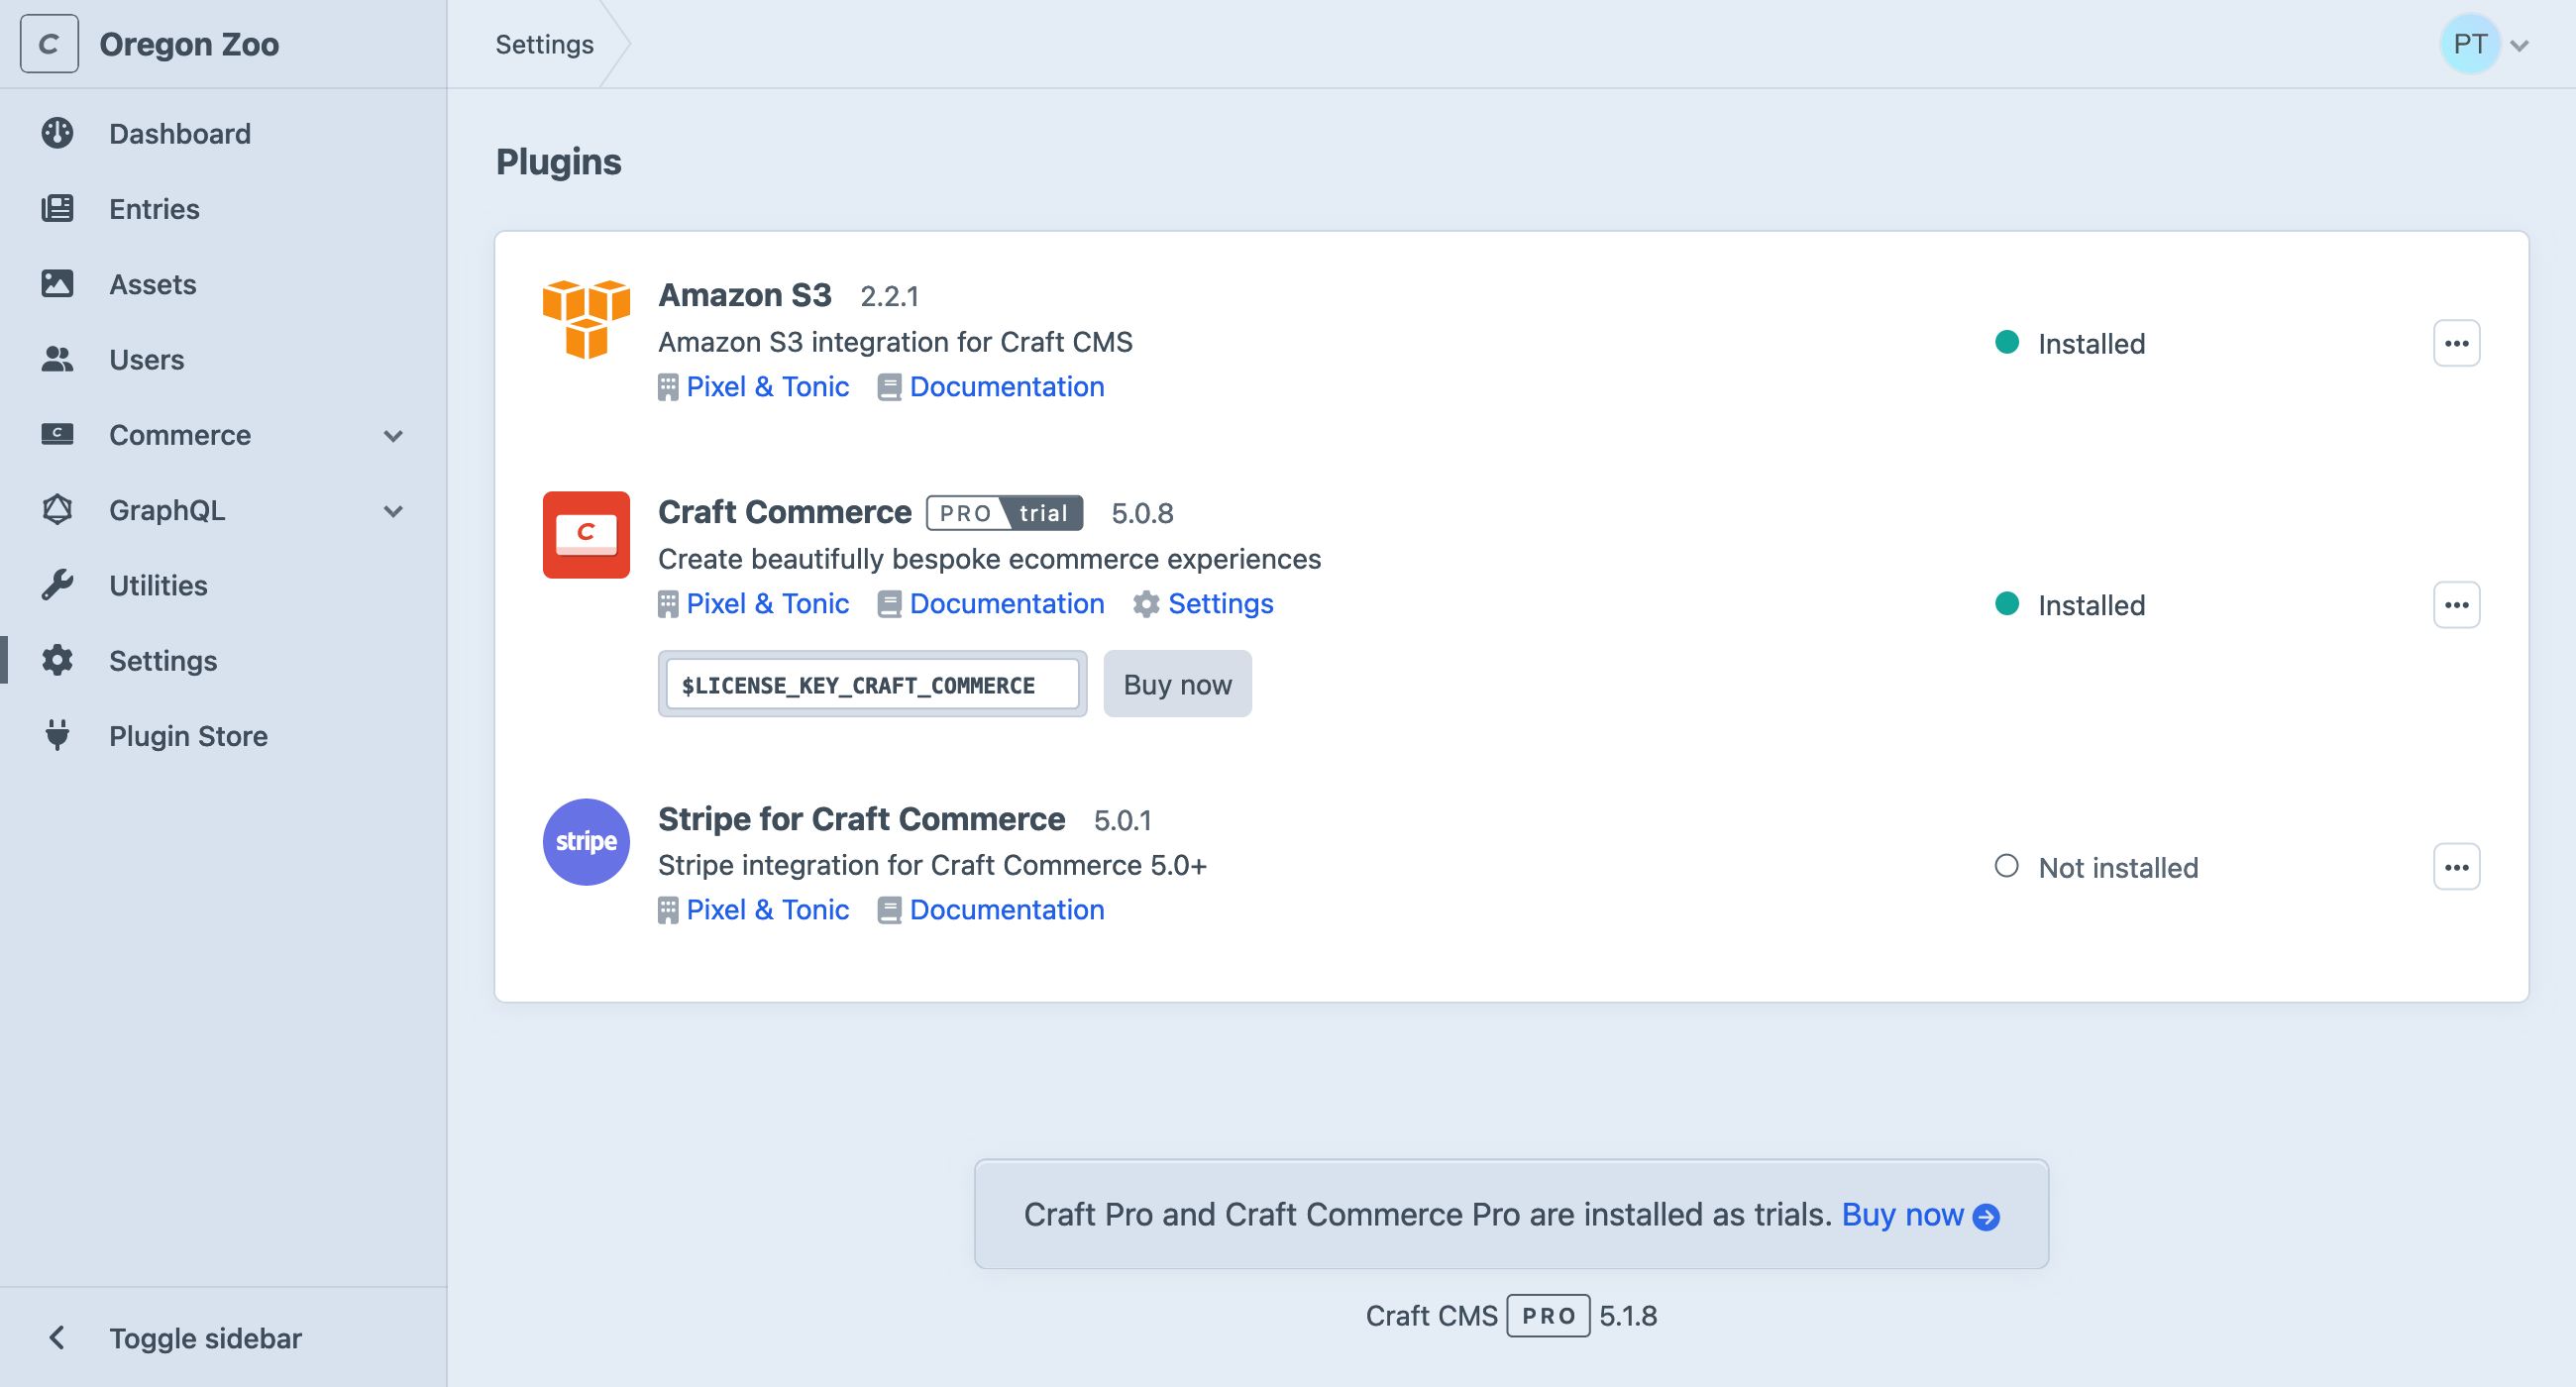 C Oregon Zoo
Settings
PT
Dashboard
Entries
Assets
Users
C Commerce
GraphQL
Utilities
Settings
Plugin Store
Toggle sidebar
Plugins
Amazon S3 2.2.1
Amazon S3 integration for Craft CMS
Pixel & Tonic Documentation
Installed
C
Craft Commerce PRO trial 5.0.8
Create beautifully bespoke ecommerce experiences
Pixel & Tonic Documentation Settings
$LICENSE_KEY_CRAFT_COMMERCE Buy now
Installed
stripe
Stripe for Craft Commerce 5.0.1
Stripe integration for Craft Commerce 5.0+
Pixel & Tonic Documentation
Not installed
Craft Pro and Craft Commerce Pro are installed as trials. Buy now
Craft CMS PRO 5.1.8